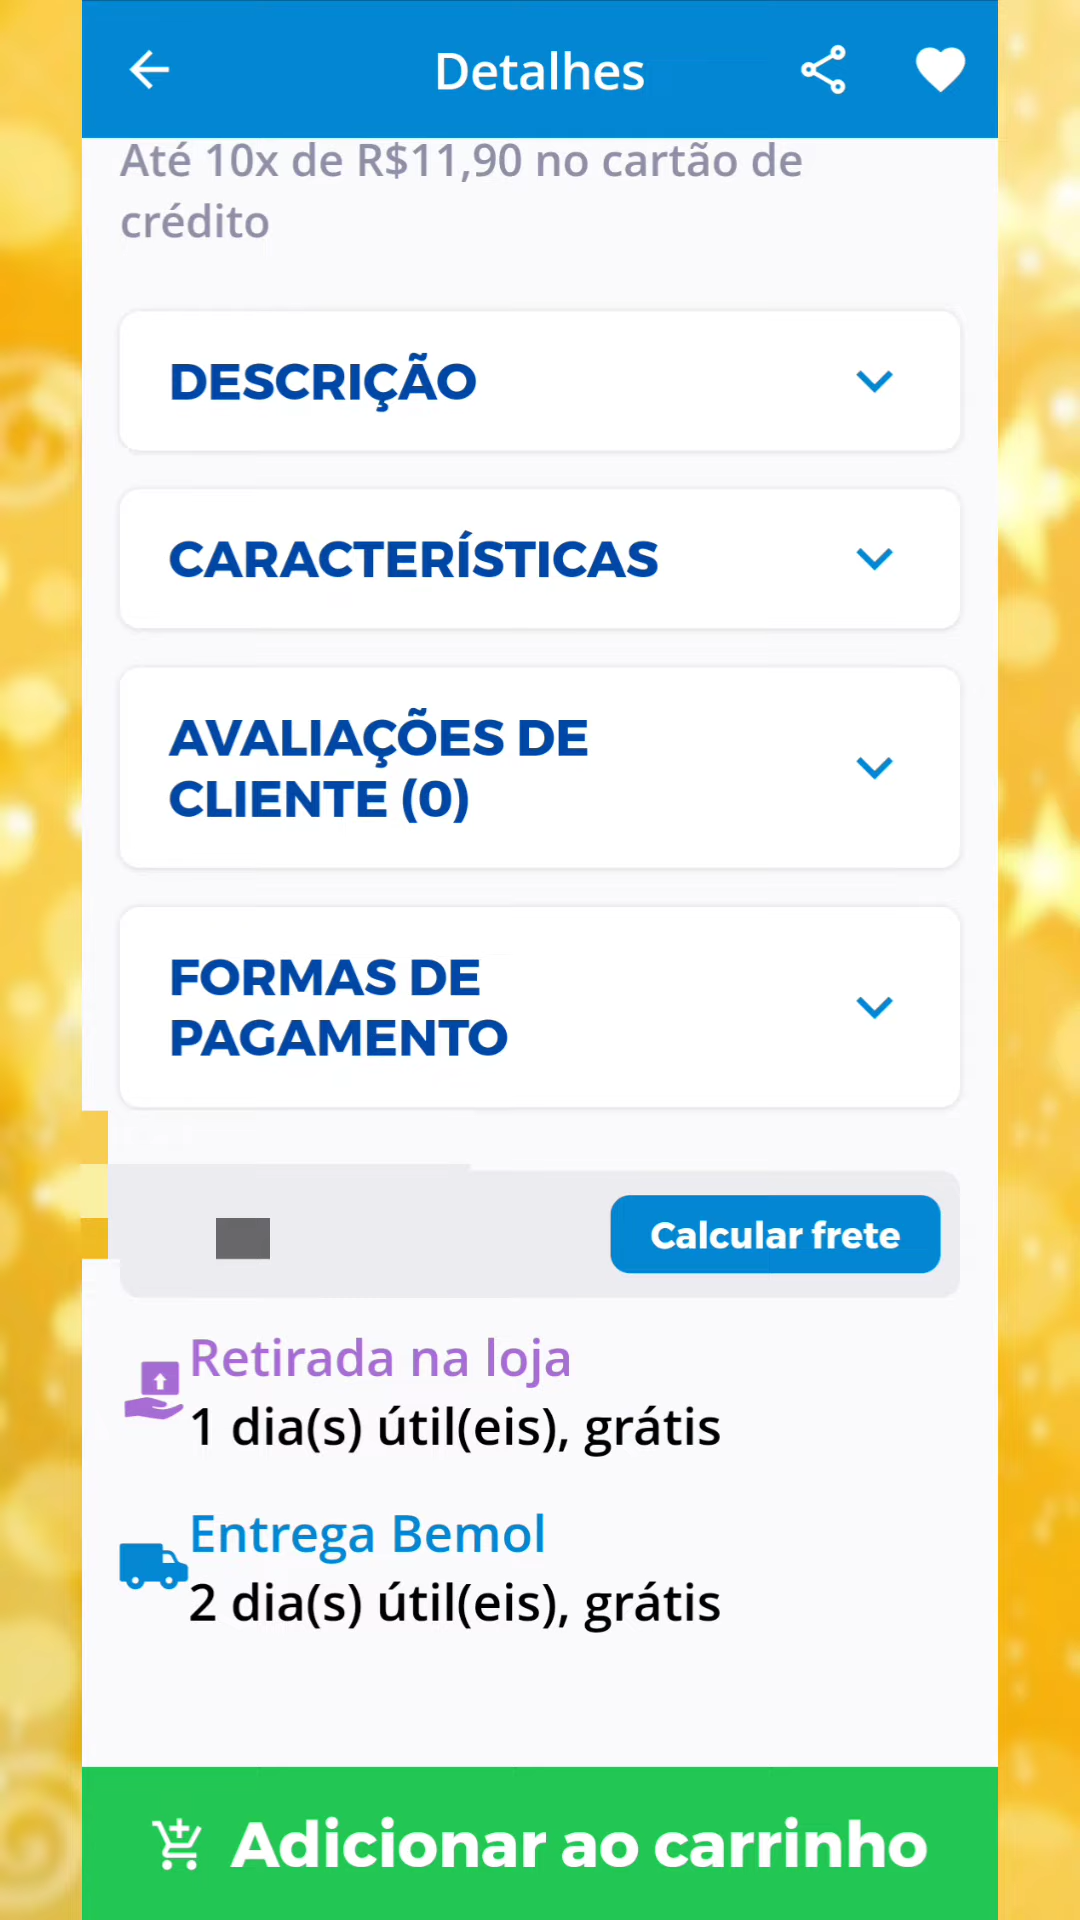 Detalhes
Até 10x de R$11,90 no cartão de
crédito
DESCRIÇÃO
CARACTERÍSTICAS
AVALIAÇÕES DE
CLIENTE (0)
FORMAS DE
PAGAMENTO
Calcular frete
Retirada na loja
1 dia(s) útil(eis), grátis
Entrega Bemol
2 dia(s) útil(eis), grátis
Adicionar ao carrinho